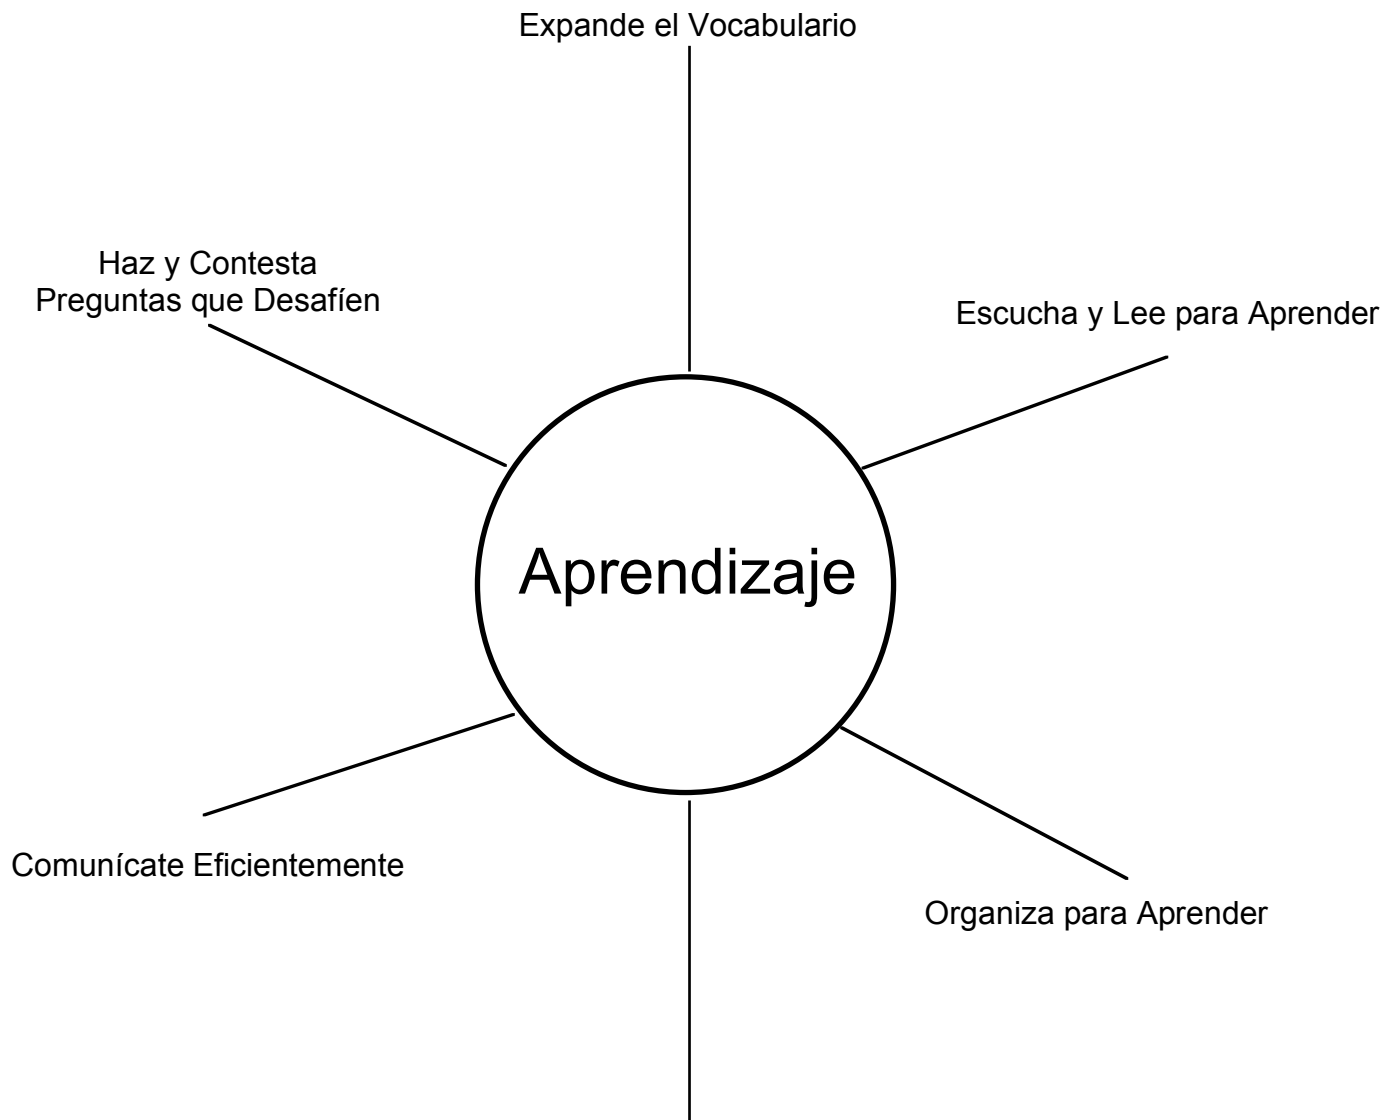 Expande el Vocabulario
Haz y Contesta
Preguntas que Desafíen
Escucha y Lee para Aprender
Aprendizaje
Comunícate Eficientemente
Organiza para Aprender